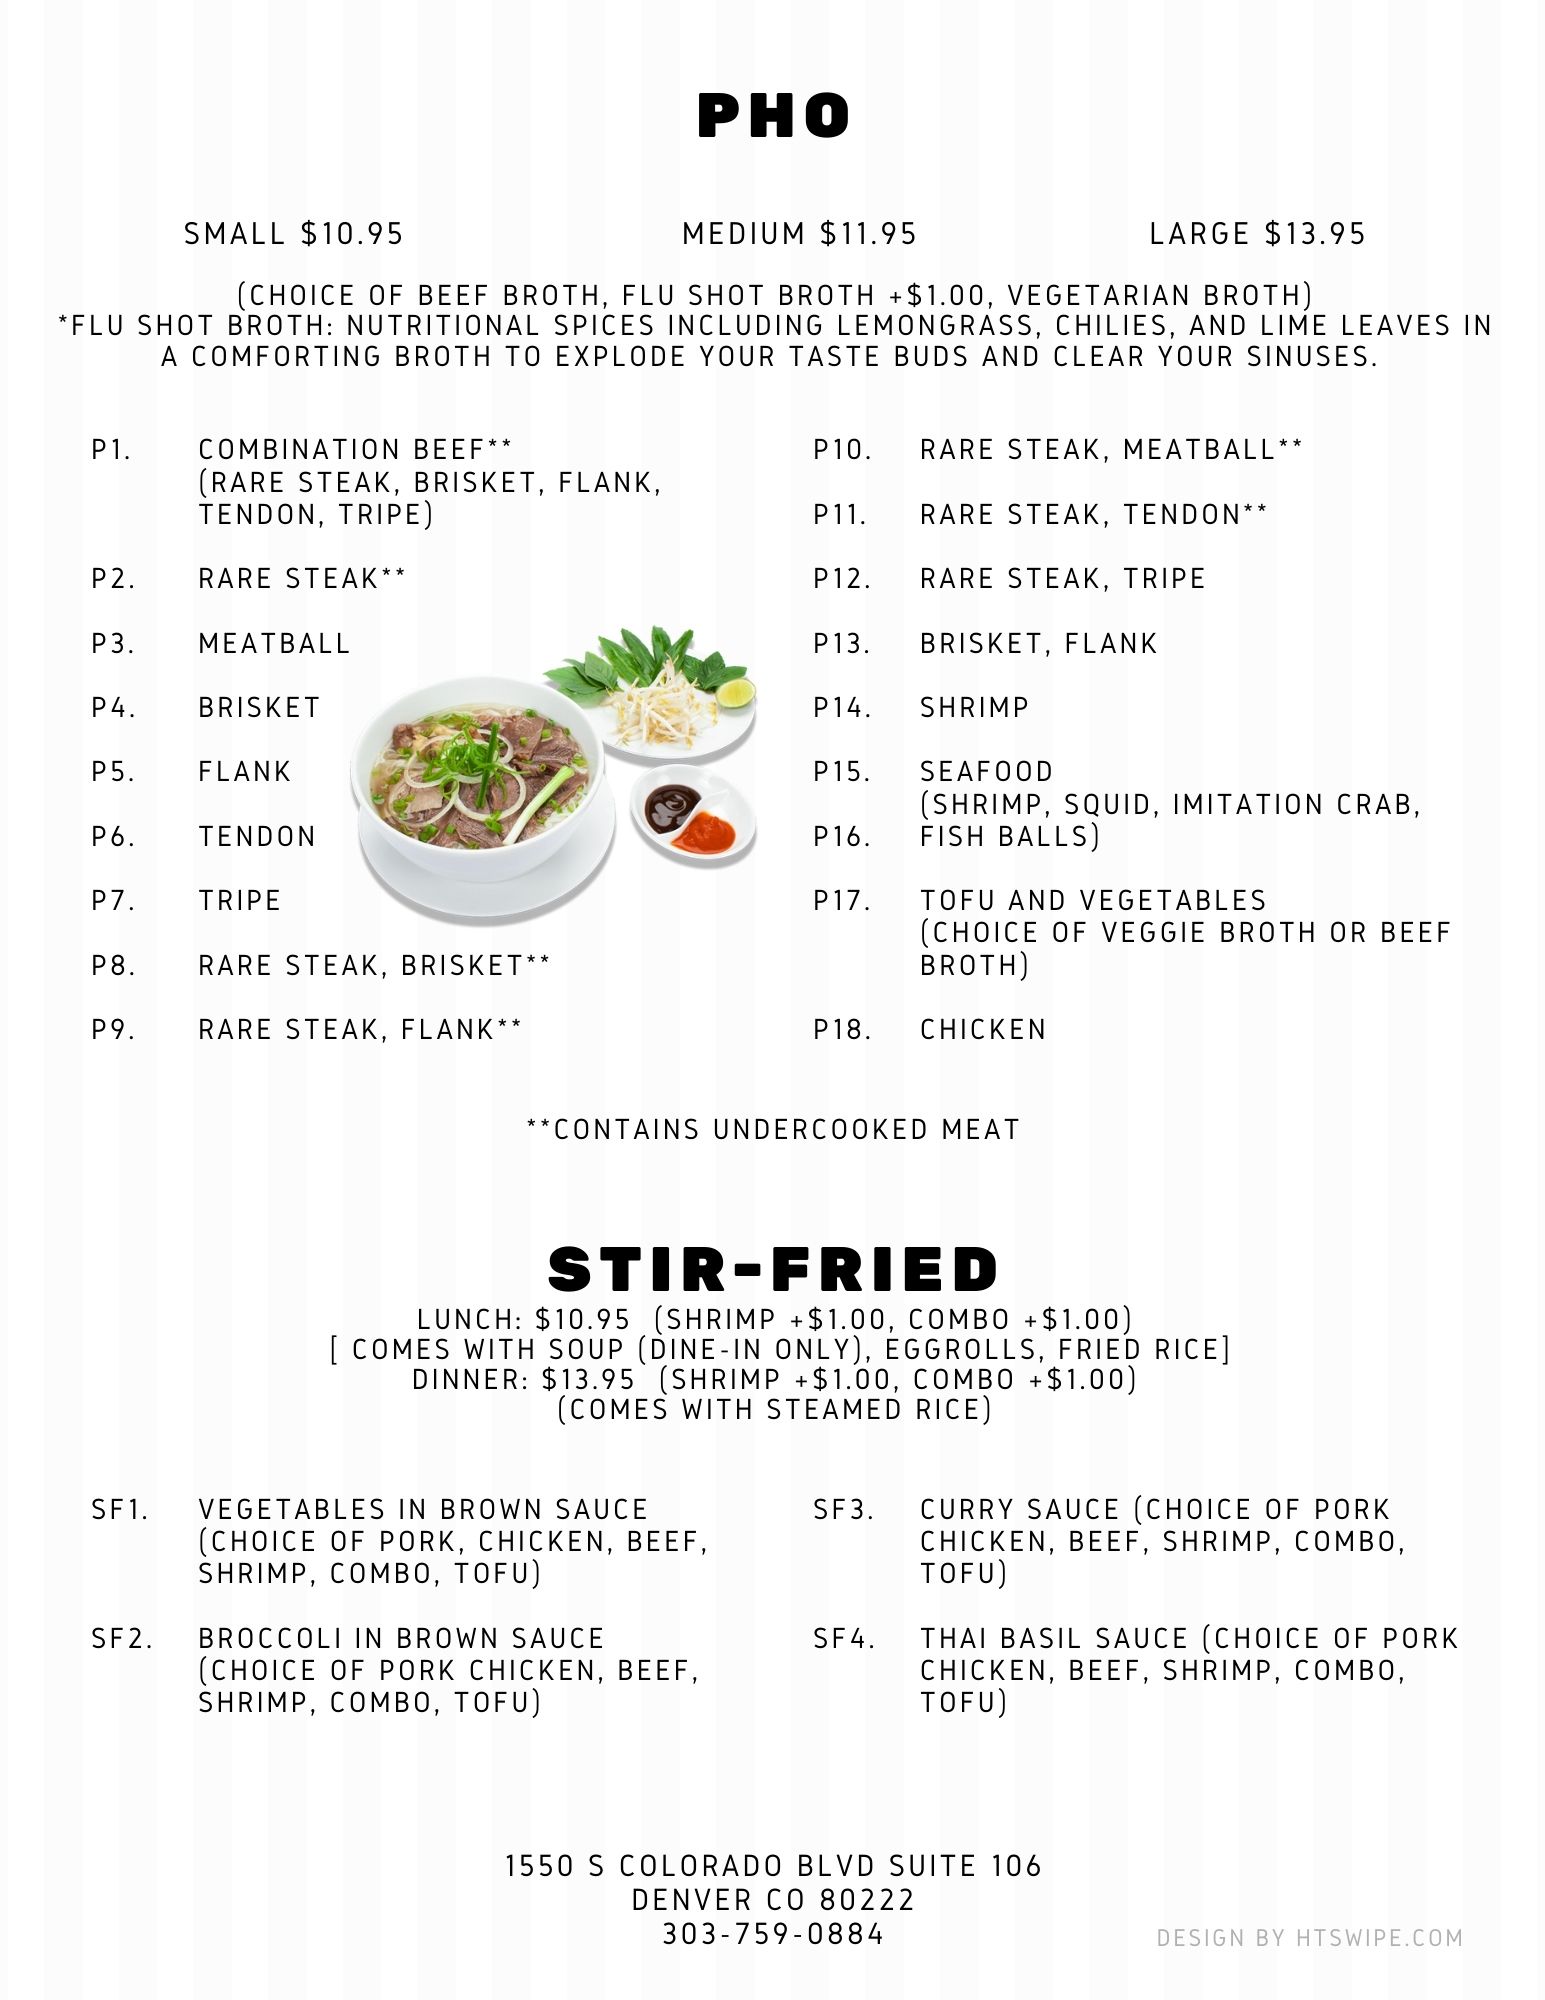 PHO
SMALL $10.95 MEDIUM $11.95 LARGE $13.95
(CHOICE OF BEEF BROTH, FLU SHOT BROTH +$1.00, VEGETARIAN BROTH)
*FLU SHOT BROTH: NUTRITIONAL SPICES INCLUDING LEMONGRASS, CHILIES, AND LIME LEAVES IN
A COMFORTING BROTH TO EXPLODE YOUR TASTE BUDS AND CLEAR YOUR SINUSES.
P1. COMBINATION BEEF**
(RARE STEAK, BRISKET, FLANK,
TENDON, TRIPE)
P2. RARE STEAK**
P3. MEATBALL
P4. BRISKET
P5. FLANK
P6. TENDON
P7. TRIPE
P8. RARE STEAK, BRISKET**
P9. RARE STEAK, FLANK**
P10. RARE STEAK, MEATBALL**
P11. RARE STEAK, TENDON**
P12. RARE STEAK, TRIPE
P13. BRISKET, FLANK
P14. SHRIMP
P15. SEAFOOD
(SHRIMP, SQUID, IMITATION CRAB,
P16. FISH BALLS)
P17. TOFU AND VEGETABLES
(CHOICE OF VEGGIE BROTH OR BEEF
BROTH)
P18. CHICKEN
**CONTAINS UNDERCOOKED MEAT
STIR-FRIED
LUNCH: $10.95 (SHRIMP +$1.00, COMBO +$1.00)
[ COMES WITH SOUP (DINE-IN ONLY), EGGROLLS, FRIED RICE]
DINNER: $13.95 (SHRIMP +$1.00, COMBO +$1.00)
(COMES WITH STEAMED RICE)
SF1. VEGETABLES IN BROWN SAUCE
(CHOICE OF PORK, CHICKEN, BEEF,
SHRIMP, COMBO, TOFU)
SF2. BROCCOLI IN BROWN SAUCE
(CHOICE OF PORK CHICKEN, BEEF,
SHRIMP, COMBO, TOFU)
SF3. CURRY SAUCE (CHOICE OF PORK
CHICKEN, BEEF, SHRIMP, COMBO,
TOFU)
SF4. THAI BASIL SAUCE (CHOICE OF PORK
CHICKEN, BEEF, SHRIMP, COMBO,
TOFU)
1550 S COLORADO BLVD SUITE 106
DENVER CO 80222
303-759-0884
DESIGN BY HTSWIPE.COM